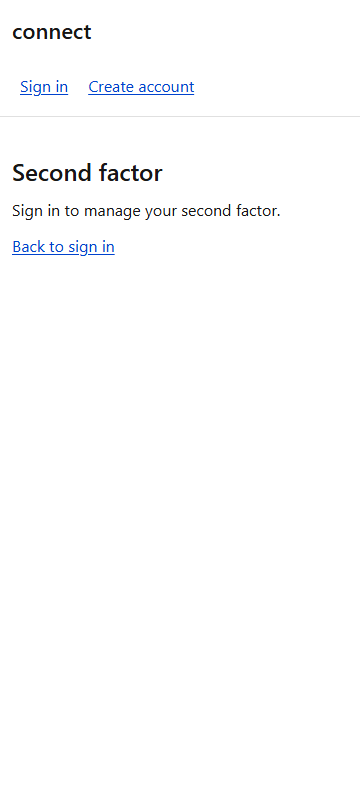 connect
Sign in Create account
Second factor
Sign in to manage your second factor.
Back to sign in